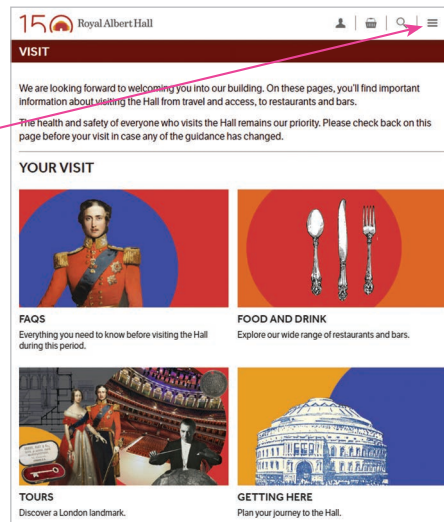 150 Royal Albert Hall
VISIT
We are looking forward to welcoming you into our building. On these pages, you'll find important
information about visiting the Hall from travel and access, to restaurants and bars.
The health and safety of everyone who visits the Hall remains our priority. Please check back on this
page before your visit in case any of the guidance has changed.
YOUR VISIT
FAQS
Everything you need to know before visiting the Hall
during this period.
FOOD AND DRINK
Explore our wide range of restaurants and bars.
TOURS
Discover a London landmark.
GETTING HERE
Plan your journey to the Hall.